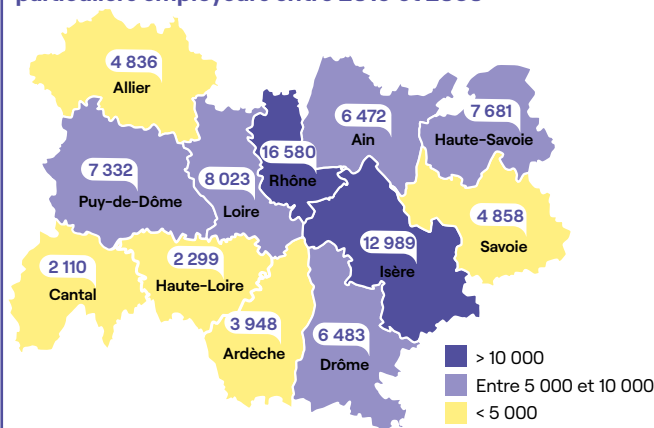 4 836
Allier
6 472
Ain
7 681
Haute-Savoie
16 580
Rhône
7 332
Puy-de-Dôme
8 023
Loire
4 858
Savoie
12 989
Isère
2 110
Cantal
2 299
Haute-Loire
3 948
Ardèche
6 483
Drôme
> 10 000
Entre 5 000 et 10 000
< 5 000